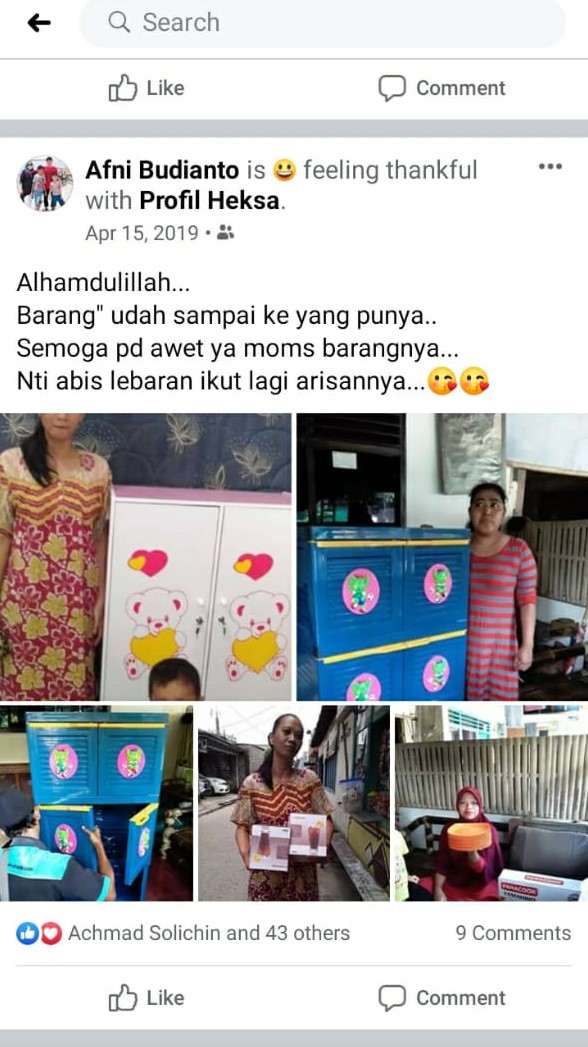 Search
Like Comment
Afni Budianto is 😀 feeling thankful
with Profil Heksa.
Apr 15, 2019 •
Alhamdulillah...
Barang" udah sampai ke yang punya..
Semoga pd awet ya moms barangnya...
Nti abis lebaran ikut lagi arisannya...😘😘
PANACOOK
Achmad Solichin and 43 others 9 Comments
Like Comment